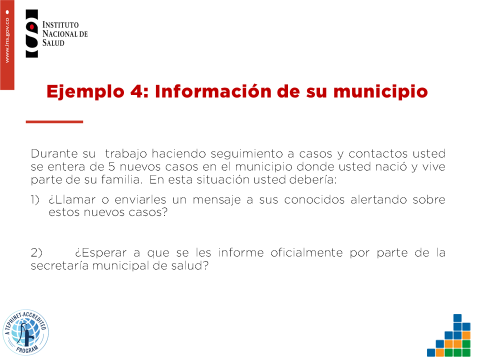 www.ins.gov.co
INSTITUTO
NACIONAL DE
SALUD
Ejemplo 4: Información de su municipio
Durante su trabajo haciendo seguimiento a casos y contactos usted
se entera de 5 nuevos casos en el municipio donde usted nació y vive
parte de su familia. En esta situación usted debería:
1) ¿Llamar o enviarles un mensaje a sus conocidos alertando sobre
estos nuevos casos?
2) ¿Esperar a que se les informe oficialmente por parte de la
secretaría municipal de salud?
A TEPHINET ACCREDITED
PROGRAM